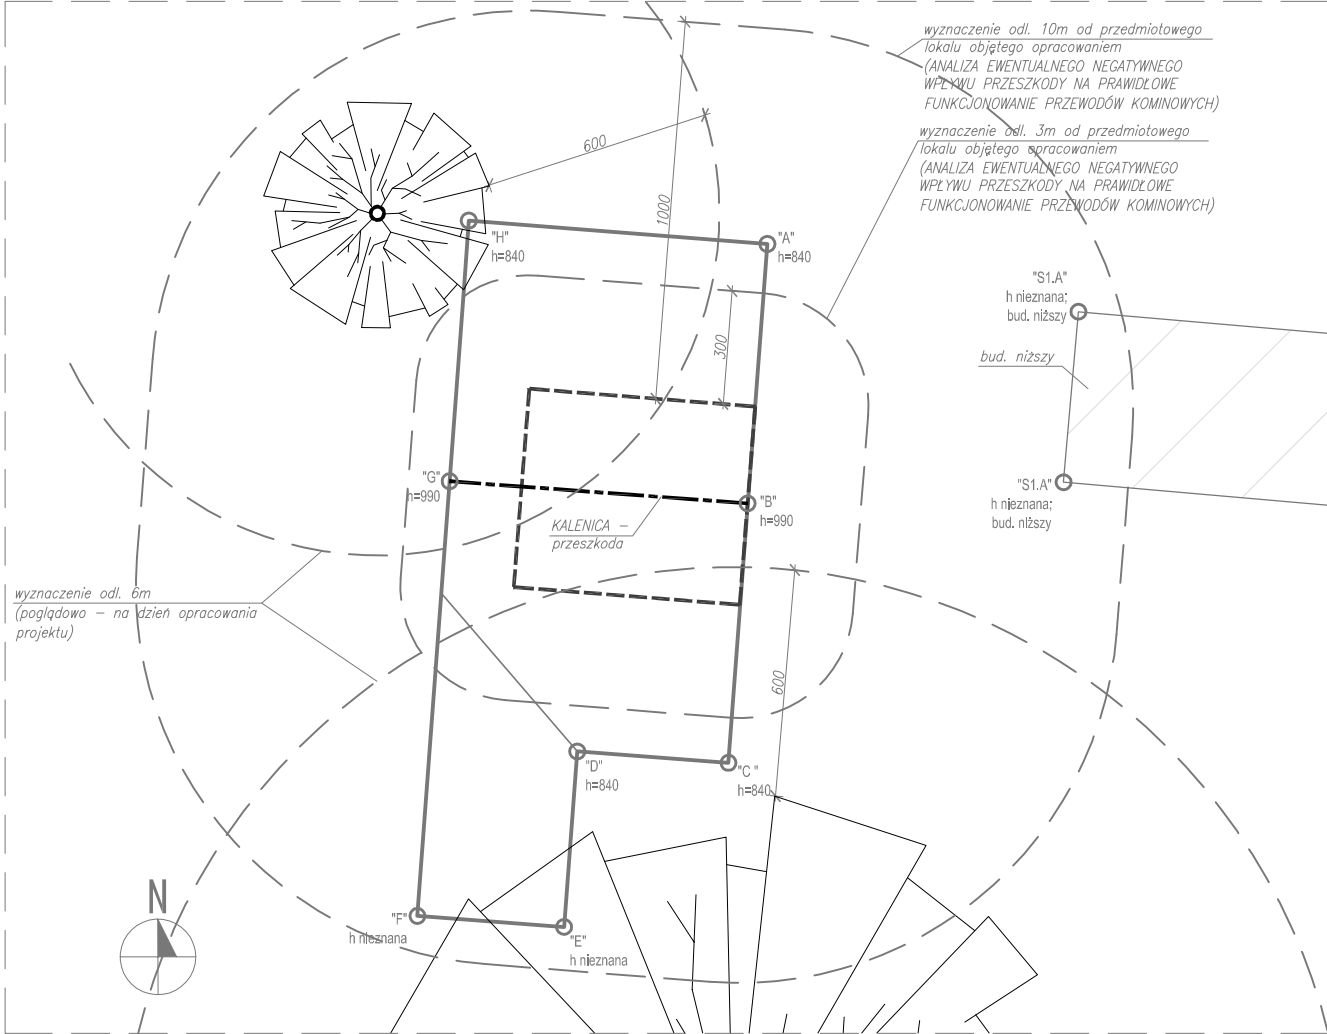 wyznaczenie odl. 10m od przedmiotowego
lokalu objętego opracowaniem
(ANALIZA EWENTUALNEGO NEGATYWNEGO
WPŁYWU PRZESZKODY NA PRAWIDŁOWE
FUNKCJONOWANIE PRZEWODÓW KOMINOWYCH)
wyznaczenie odl. 3m od przedmiotowego
lokalu objętego opracowaniem
(ANALIZA EWENTUALNEGO NEGATYWNEGO
WPŁYWU PRZESZKODY NA PRAWIDŁOWE
FUNKCJONOWANIE PRZEWODÓW KOMINOWYCH)
600
1000
"H"
h=840
"A"
h=840
"S1.A"
h nieznana;
bud. niższy
300
bud. niższy
"G"
h=990
"B"
h=990
"S1.A"
h nieznana;
bud. niższy
KALENICA –
przeszkoda
wyznaczenie odl. 6m
(poglądowo – na dzień opracowania
projektu)
600
"D"
h=840
"C "
h=840
N
"F"
h nieznana
"E"
h nieznana